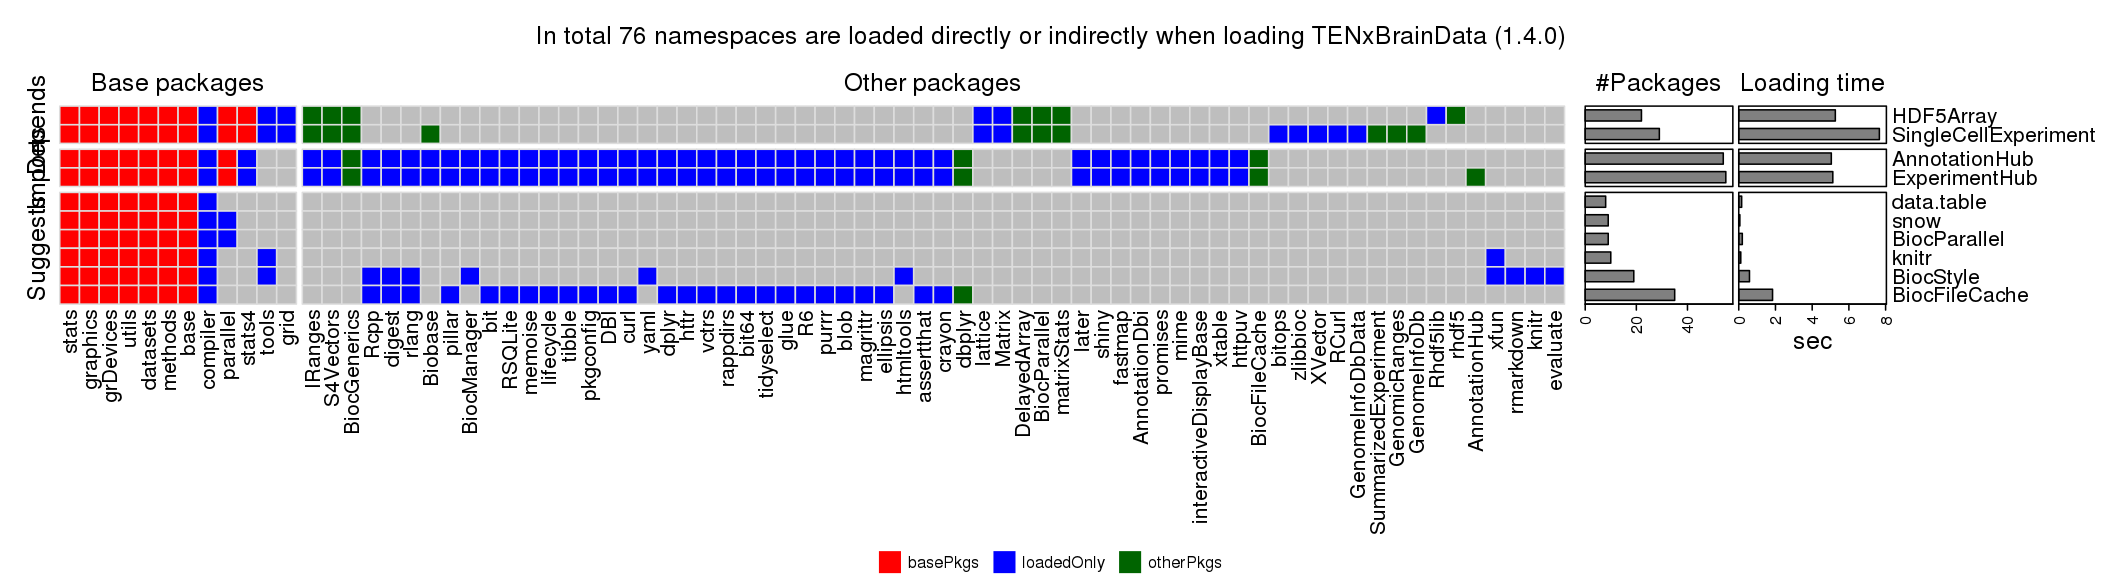 In total 76 namespaces are loaded directly or indirectly when loading TENxBrainData (1.4.0)
Base packages
Other packages
#Packages
Loading time
Depends
Imports
Suggests
HDF5Array
SingleCellExperiment
AnnotationHub
ExperimentHub
data.table
snow
BiocParallel
knitr
BiocStyle
BiocFileCache
stats
graphics
grDevices
utils
datasets
methods
base
compiler
parallel
stats4
tools
grid
IRanges
S4Vectors
BiocGenerics
Rcpp
digest
rlang
Biobase
pillar
BiocManager
bit
RSQLite
memoise
lifecycle
tibble
pkgconfig
DBI
curl
yaml
dplyr
httr
vctrs
rappdirs
bit64
tidyselect
glue
R6
purrr
blob
magrittr
ellipsis
htmltools
assertthat
crayon
dbplyr
lattice
Matrix
DelayedArray
BiocParallel
matrixStats
later
shiny
fastmap
AnnotationDbi
promises
mime
interactiveDisplayBase
xtable
httpuv
BiocFileCache
bitops
zlibbioc
XVector
RCurl
GenomeInfoDbData
SummarizedExperiment
GenomicRanges
GenomeInfoDb
Rhdf5lib
rhdf5
AnnotationHub
xfun
rmarkdown
knitr
evaluate
0 20 40
0 2 4 6 8
sec
basePkgs
loadedOnly
otherPkgs